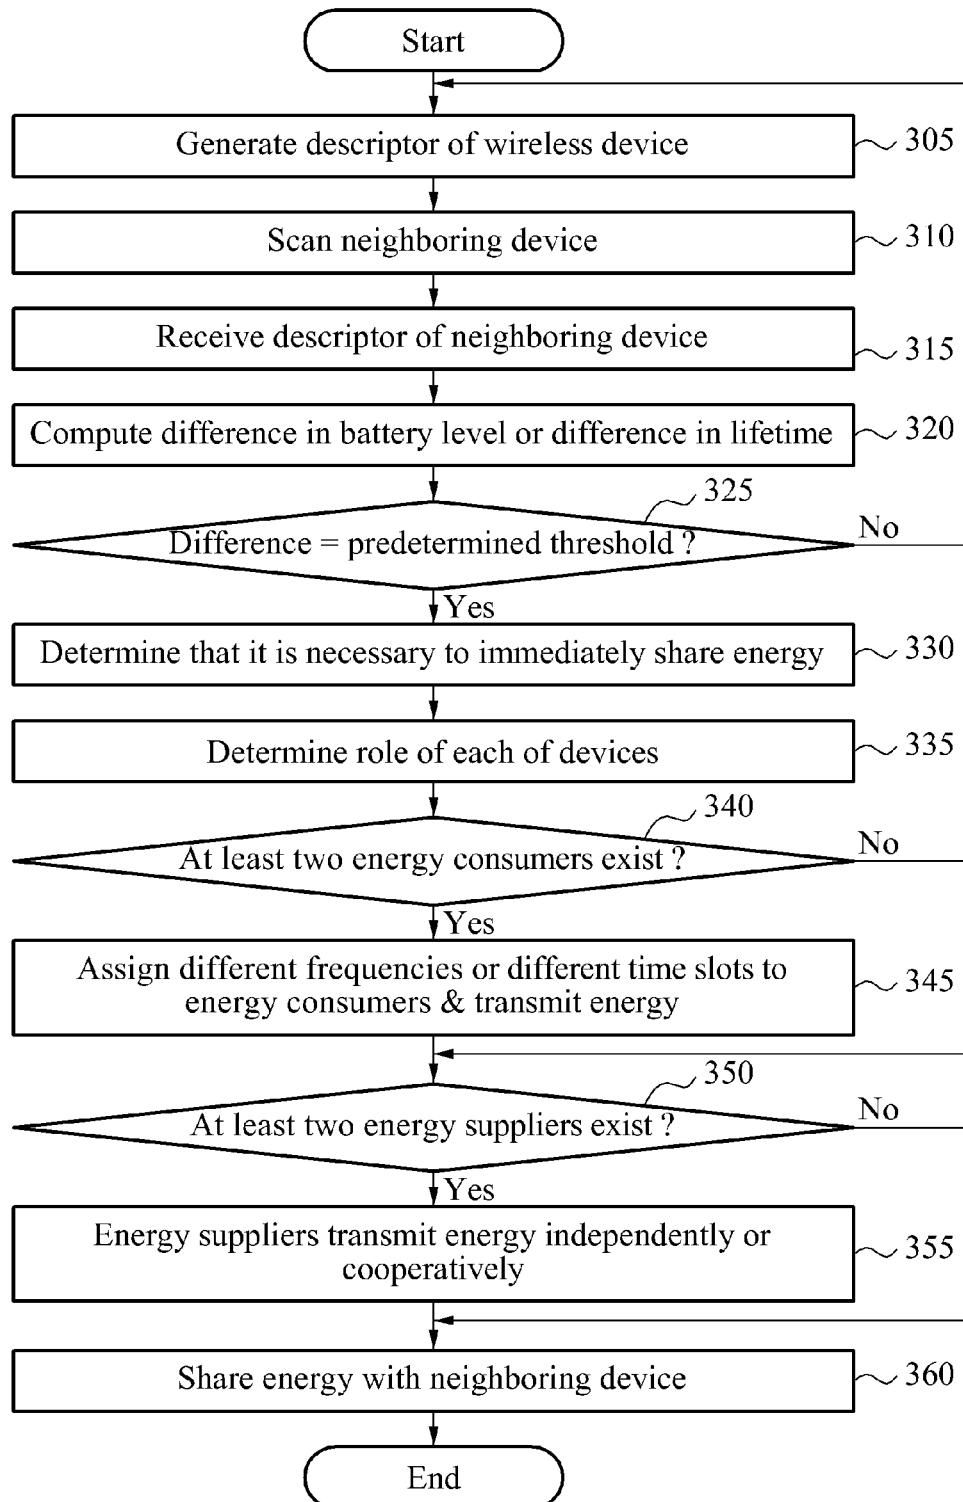 Start
Generate descriptor of wireless device
305
Scan neighboring device
310
Receive descriptor of neighboring device
315
Compute difference in battery level or difference in lifetime
320
325
Difference = predetermined threshold ?
No
Yes
Determine that it is necessary to immediately share energy
330
Determine role of each of devices
335
340
At least two energy consumers exist ?
No
Yes
Assign different frequencies or different time slots to
energy consumers & transmit energy
345
350
At least two energy suppliers exist ?
No
Yes
Energy suppliers transmit energy independently or
cooperatively
355
Share energy with neighboring device
360
End